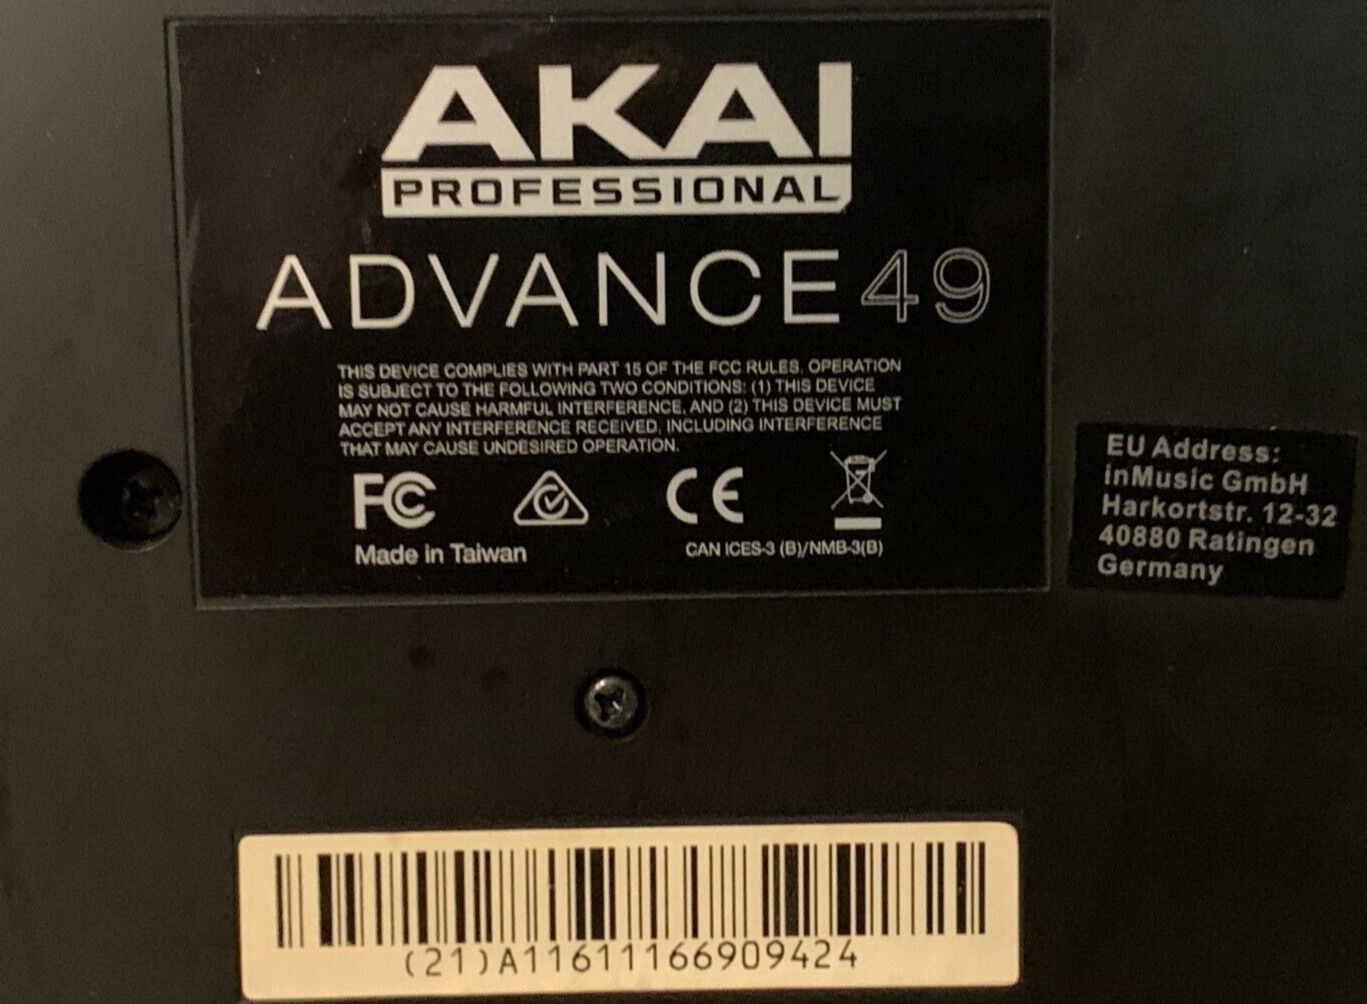 AKAI
PROFESSIONAL
ADVANCE49
THIS DEVICE COMPLIES WITH PART 15 OF THE FCC RULES. OPERATION
IS SUBJECT TO THE FOLLOWING TWO CONDITIONS: (1) THIS DEVICE
MAY NOT CAUSE HARMFUL INTERFERENCE, AND (2) THIS DEVICE MUST
ACCEPT ANY INTERFERENCE RECEIVED, INCLUDING INTERFERENCE
THAT MAY CAUSE UNDESIRED OPERATION.
FC CE
Made in Taiwan
CAN ICES-3 (B)/NMB-3(B)
EU Address:
inMusic GmbH
Harkortstr. 12-32
40880 Ratingen
Germany
(21)A11611166909424